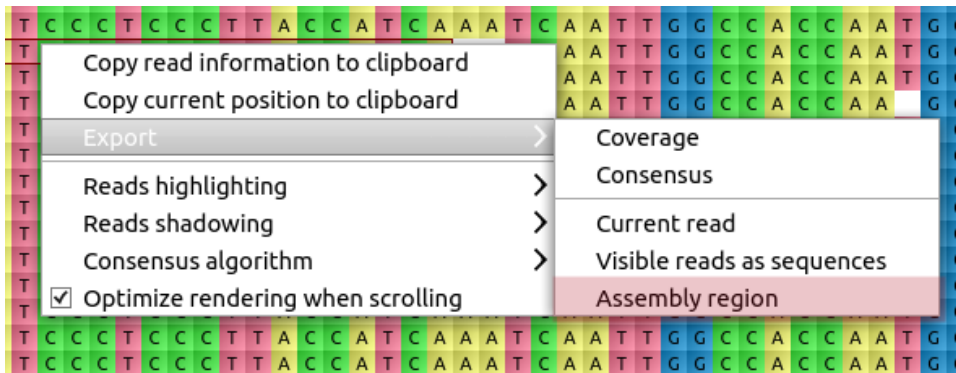 T C C C T C C C T T A C C A T C A A A T C A A T T G G C C A C C A A T G
T A A T T G G C C A C C A A T G
T A A T T G G C C A C C A A T G
T A A T T G G C C A C C A A G
Copy read information to clipboard
Copy current position to clipboard
Export
Reads highlighting
Reads shadowing
Consensus algorithm
Optimize rendering when scrolling
Coverage
Consensus
Current read
Visible reads as sequences
Assembly region
T
T
T
T
T
T
T
T
T C C C T C C C T T A C C A T C A A A T C A A T T G G C C A C C A A T G
T C C C T C C C T T A C C A T C A A A T C A A T T G G C C A C C A A T G